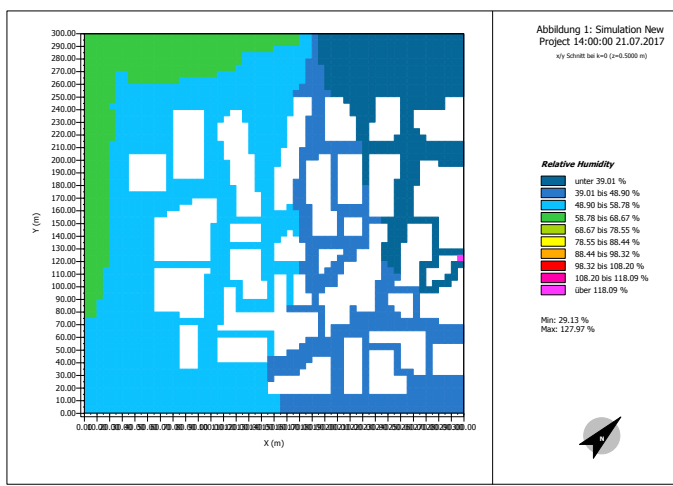 Abbildung 1: Simulation New
Project 14:00:00 21.07.2017
x/y Schnitt bei k=0 (z=0.5000 m)
300.00
290.00
280.00
270.00
260.00
250.00
240.00
230.00
220.00
210.00
200.00
190.00
180.00
170.00
160.00
150.00
140.00
130.00
120.00
110.00
100.00
90.00
80.00
70.00
60.00
50.00
40.00
30.00
20.00
10.00
0.00
Y (m)
X (m)
Relative Humidity
unter 39.01 %
39.01 bis 48.90 %
48.90 bis 58.78 %
58.78 bis 68.67 %
68.67 bis 78.55 %
78.55 bis 88.44 %
88.44 bis 98.32 %
98.32 bis 108.20 %
108.20 bis 118.09 %
über 118.09 %
Min: 29.13 %
Max: 127.97 %
N